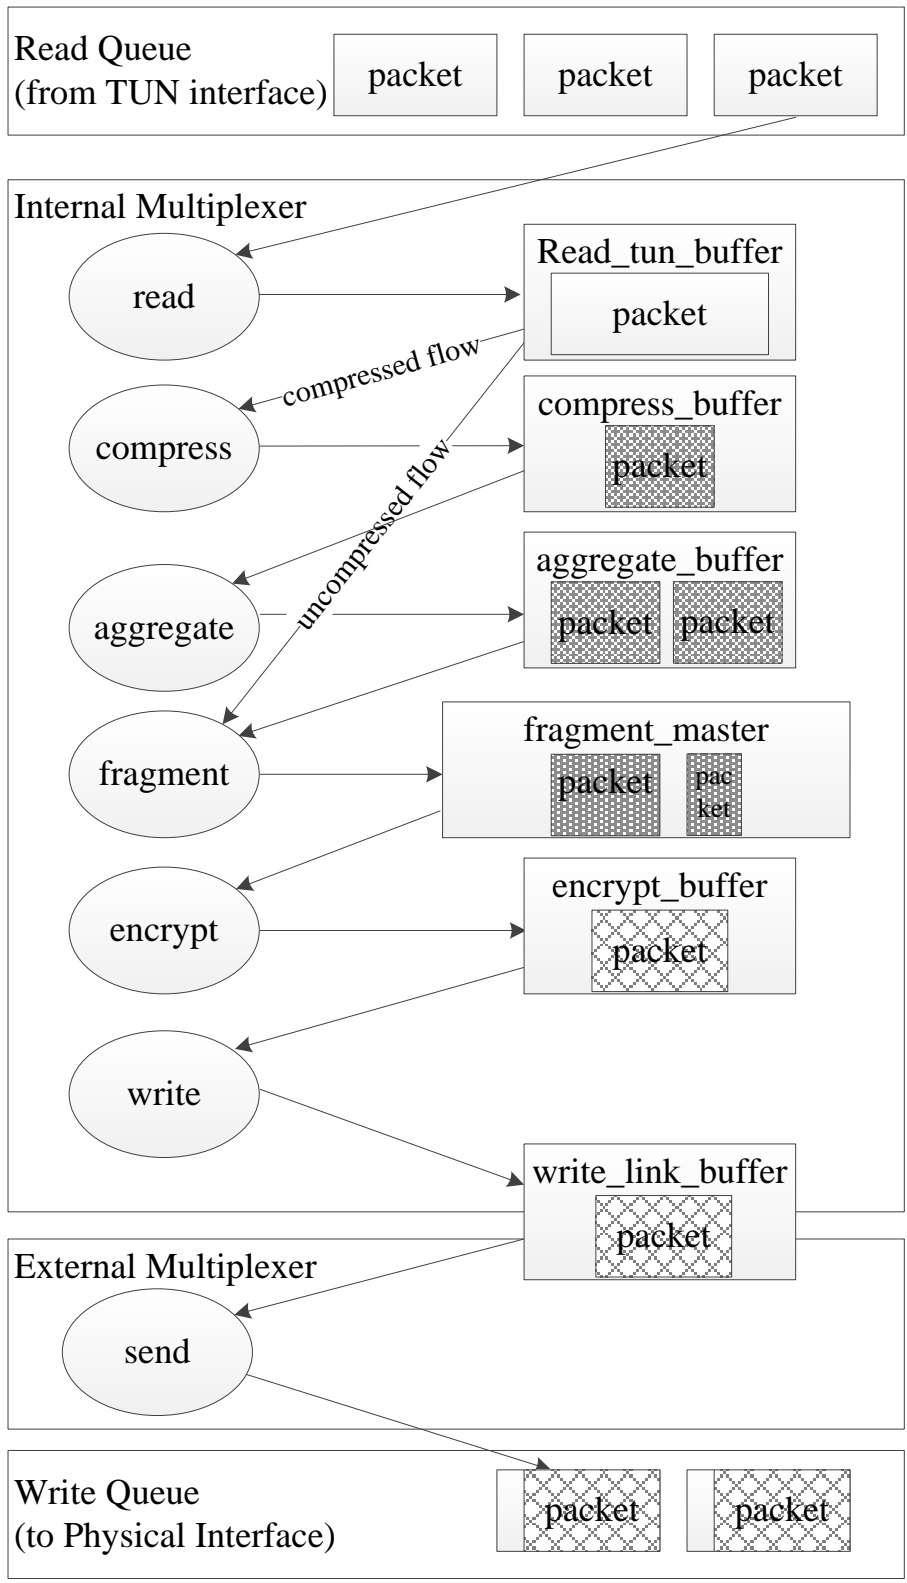 Read Queue
(from TUN interface)
packet
packet
packet
Internal Multiplexer
read
Read_tun_buffer
packet
compressed flow
compress
compress_buffer
packet
uncompressed flow
aggregate
aggregate_buffer
packet
packet
fragment
fragment_master
packet
pac
ket
encrypt
encrypt_buffer
packet
write
write_link_buffer
packet
External Multiplexer
send
Write Queue
(to Physical Interface)
packet
packet